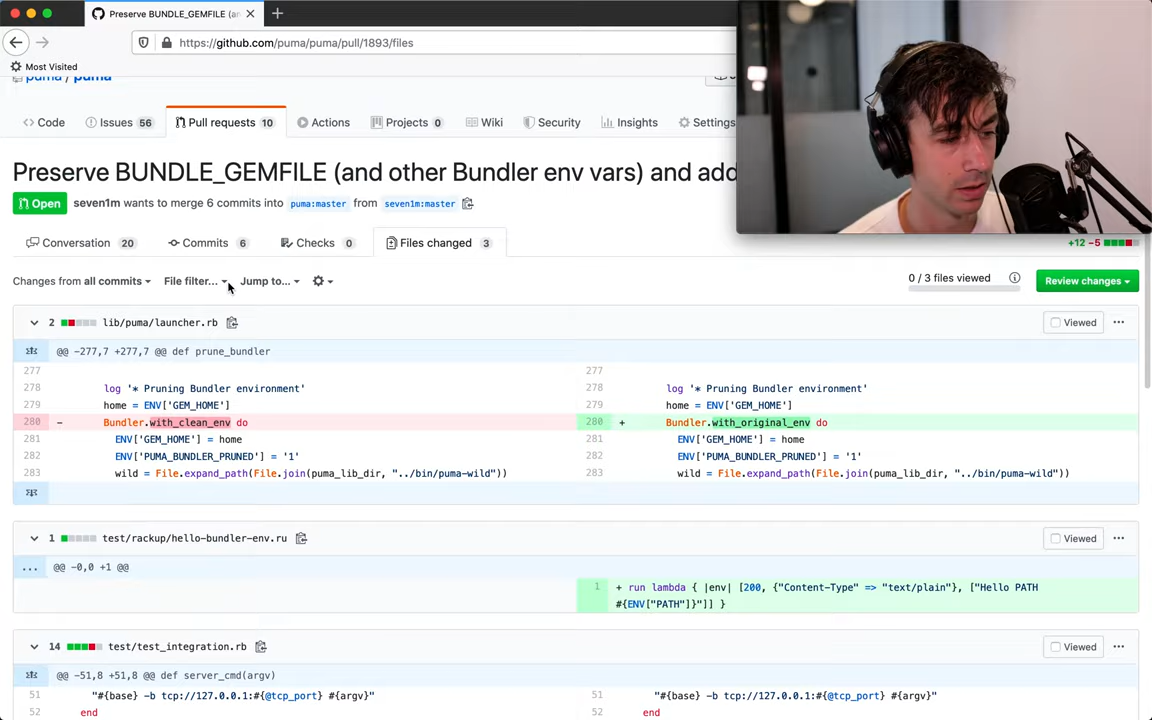 Preserve BUNDLE_GEMFILE (an
https://github.com/puma/puma/pull/1893/files
Most Visited
puma / puma
Code
Issues 56
Pull requests 10
Actions
Projects 0
Wiki
Security
Insights
Settings
Preserve BUNDLE_GEMFILE (and other Bundler env vars) and add
Open seven1m wants to merge 6 commits into puma:master from seven1m:master
Conversation 20
Commits 6
Checks 0
Files changed 3
+12 −5
Changes from all commits
File filter...
Jump to...
0 / 3 files viewed
Review changes
2 lib/puma/launcher.rb
Viewed
@@ -277,7 +277,7 @@ def prune_bundler
277 277
278 log '* Pruning Bundler environment' 278 log '* Pruning Bundler environment'
279 home = ENV['GEM_HOME'] 279 home = ENV['GEM_HOME']
280 - Bundler.with_clean_env do 280 + Bundler.with_original_env do
281 ENV['GEM_HOME'] = home 281 ENV['GEM_HOME'] = home
282 ENV['PUMA_BUNDLER_PRUNED'] = '1' 282 ENV['PUMA_BUNDLER_PRUNED'] = '1'
283 wild = File.expand_path(File.join(puma_lib_dir, "../bin/puma-wild")) 283 wild = File.expand_path(File.join(puma_lib_dir, "../bin/puma-wild"))
1 test/rackup/hello-bundler-env.ru
Viewed
... @@ -0,0 +1 @@
1 + run lambda { |env| [200, {"Content-Type" => "text/plain"}, ["Hello PATH
#{ENV["PATH"]}"]] }
14 test/test_integration.rb
Viewed
@@ -51,8 +51,8 @@ def server_cmd(argv)
51 "#{base} -b tcp://127.0.0.1:#{@tcp_port} #{argv}" 51 "#{base} -b tcp://127.0.0.1:#{@tcp_port} #{argv}"
52 end 52 end